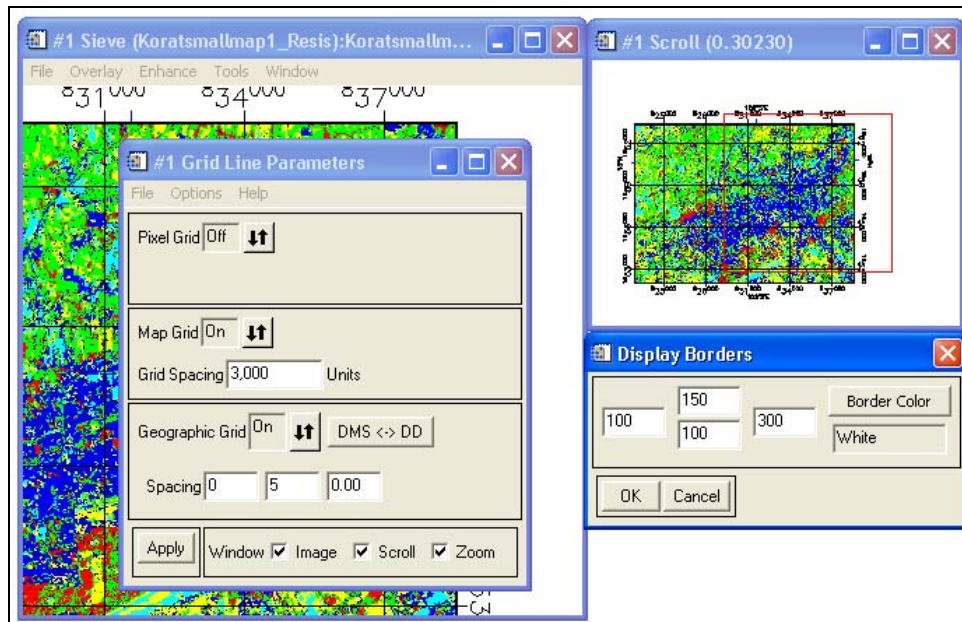 #1 Sieve (Koratsmallmap1_Resis):Koratsmallm...
File Overlay Enhance Tools Window
831000 834000 837000
#1 Grid Line Parameters
File Options Help
Pixel Grid Off
Map Grid On
Grid Spacing 3,000 Units
Geographic Grid On DMS <-> DD
Spacing 0 5 0.00
Apply Window Image Scroll Zoom
#1 Scroll (0.30230)
Display Borders
150
100 300
100
Border Color
White
OK Cancel